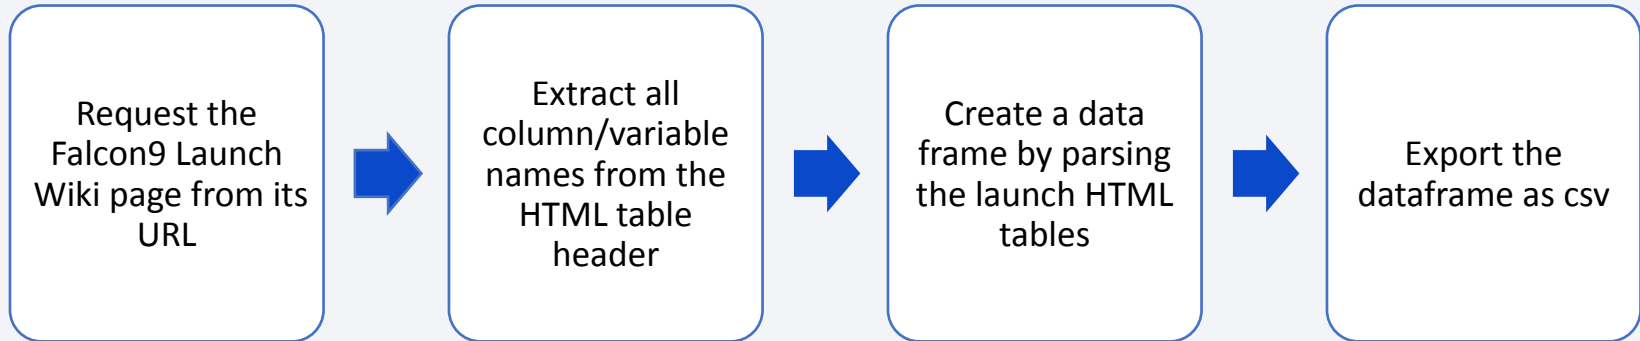 Request the
Falcon9 Launch
Wiki page from its
URL
Extract all
column/variable
names from the
HTML table
header
Create a data
frame by parsing
the launch HTML
tables
Export the
dataframe as csv